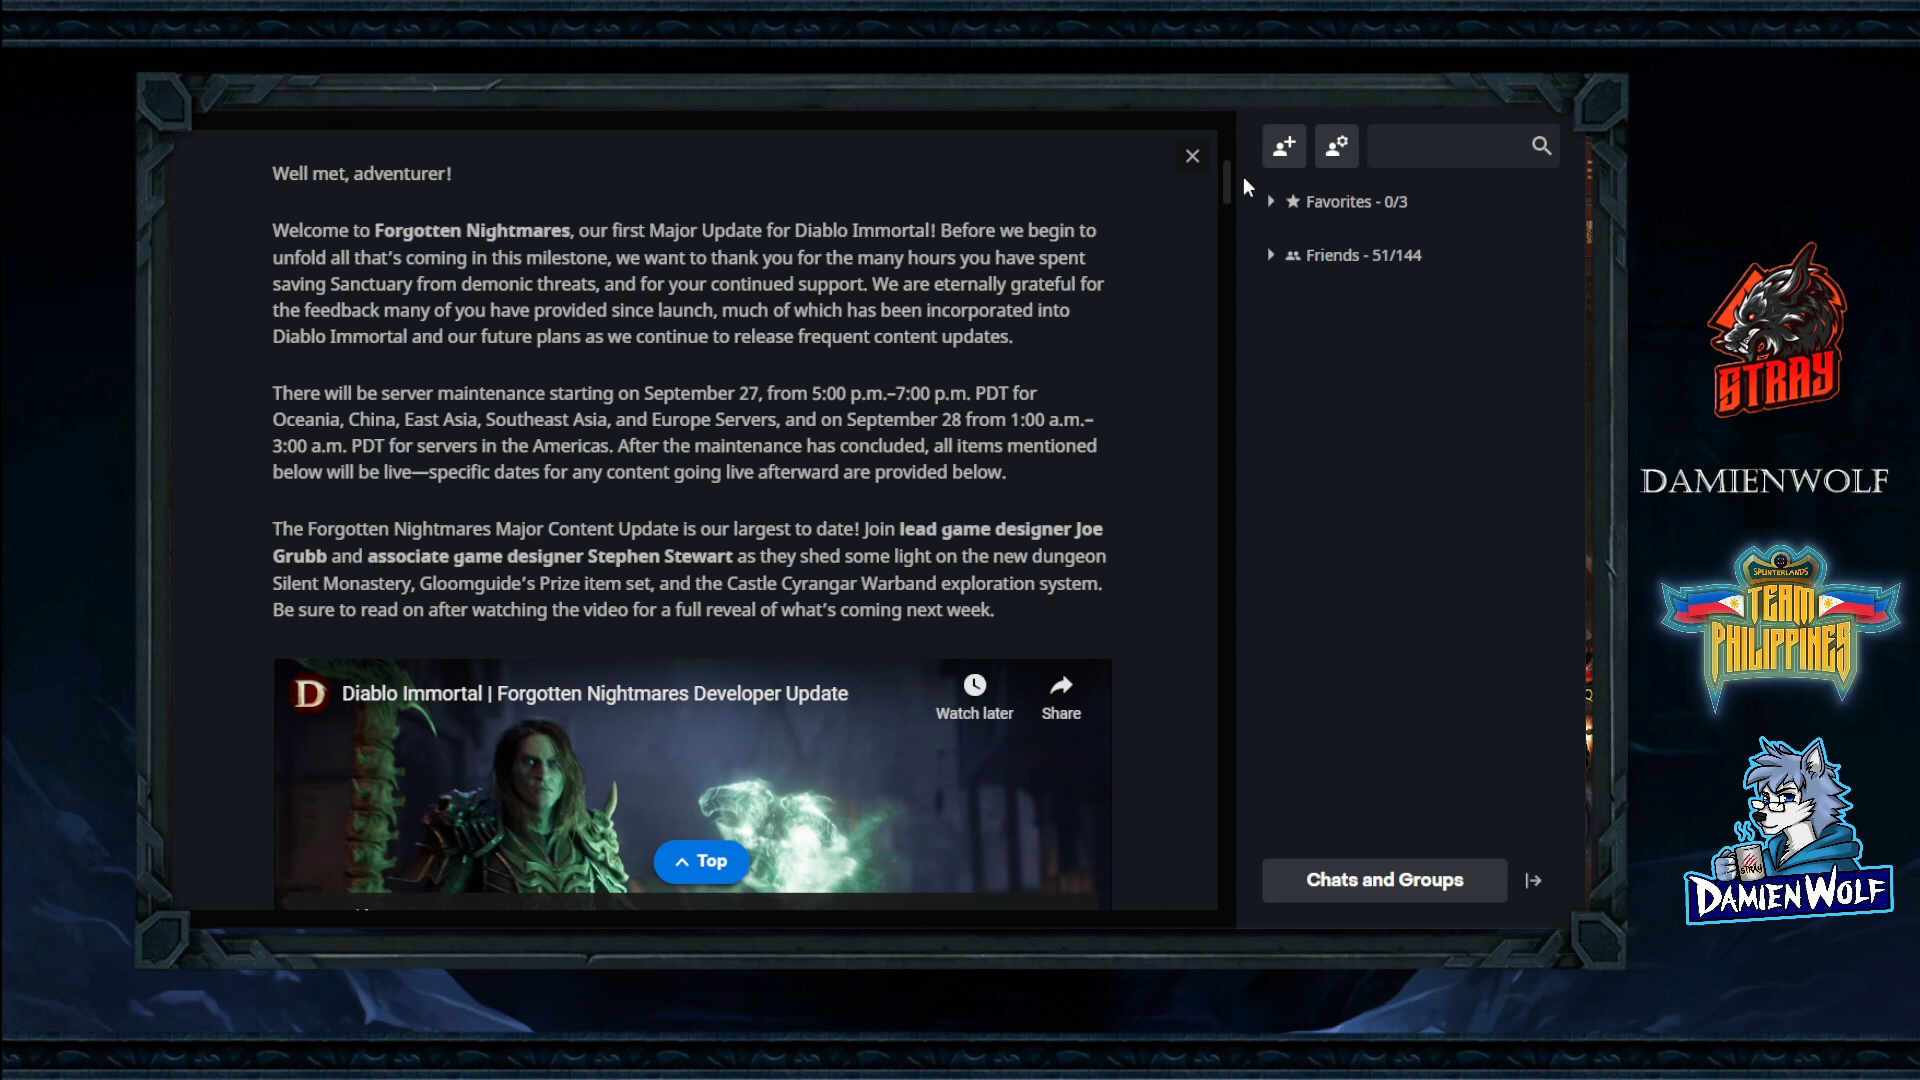 Well met, adventurer!
Welcome to Forgotten Nightmares, our first Major Update for Diablo Immortal! Before we begin to
unfold all that’s coming in this milestone, we want to thank you for the many hours you have spent
saving Sanctuary from demonic threats, and for your continued support. We are eternally grateful for
the feedback many of you have provided since launch, much of which has been incorporated into
Diablo Immortal and our future plans as we continue to release frequent content updates.
There will be server maintenance starting on September 27, from 5:00 p.m.–7:00 p.m. PDT for
Oceania, China, East Asia, Southeast Asia, and Europe Servers, and on September 28 from 1:00 a.m.–
3:00 a.m. PDT for servers in the Americas. After the maintenance has concluded, all items mentioned
below will be live—specific dates for any content going live afterward are provided below.
The Forgotten Nightmares Major Content Update is our largest to date! Join lead game designer Joe
Grubb and associate game designer Stephen Stewart as they shed some light on the new dungeon
Silent Monastery, Gloomguide’s Prize item set, and the Castle Cyrangar Warband exploration system.
Be sure to read on after watching the video for a full reveal of what’s coming next week.
D
Diablo Immortal | Forgotten Nightmares Developer Update
Watch later
Share
Top
Favorites - 0/3
Friends - 51/144
Chats and Groups
STRAY
DAMIENWOLF
SPLINTERLANDS
TEAM
PHILIPPINES
STRAY
DAMIENWOLF